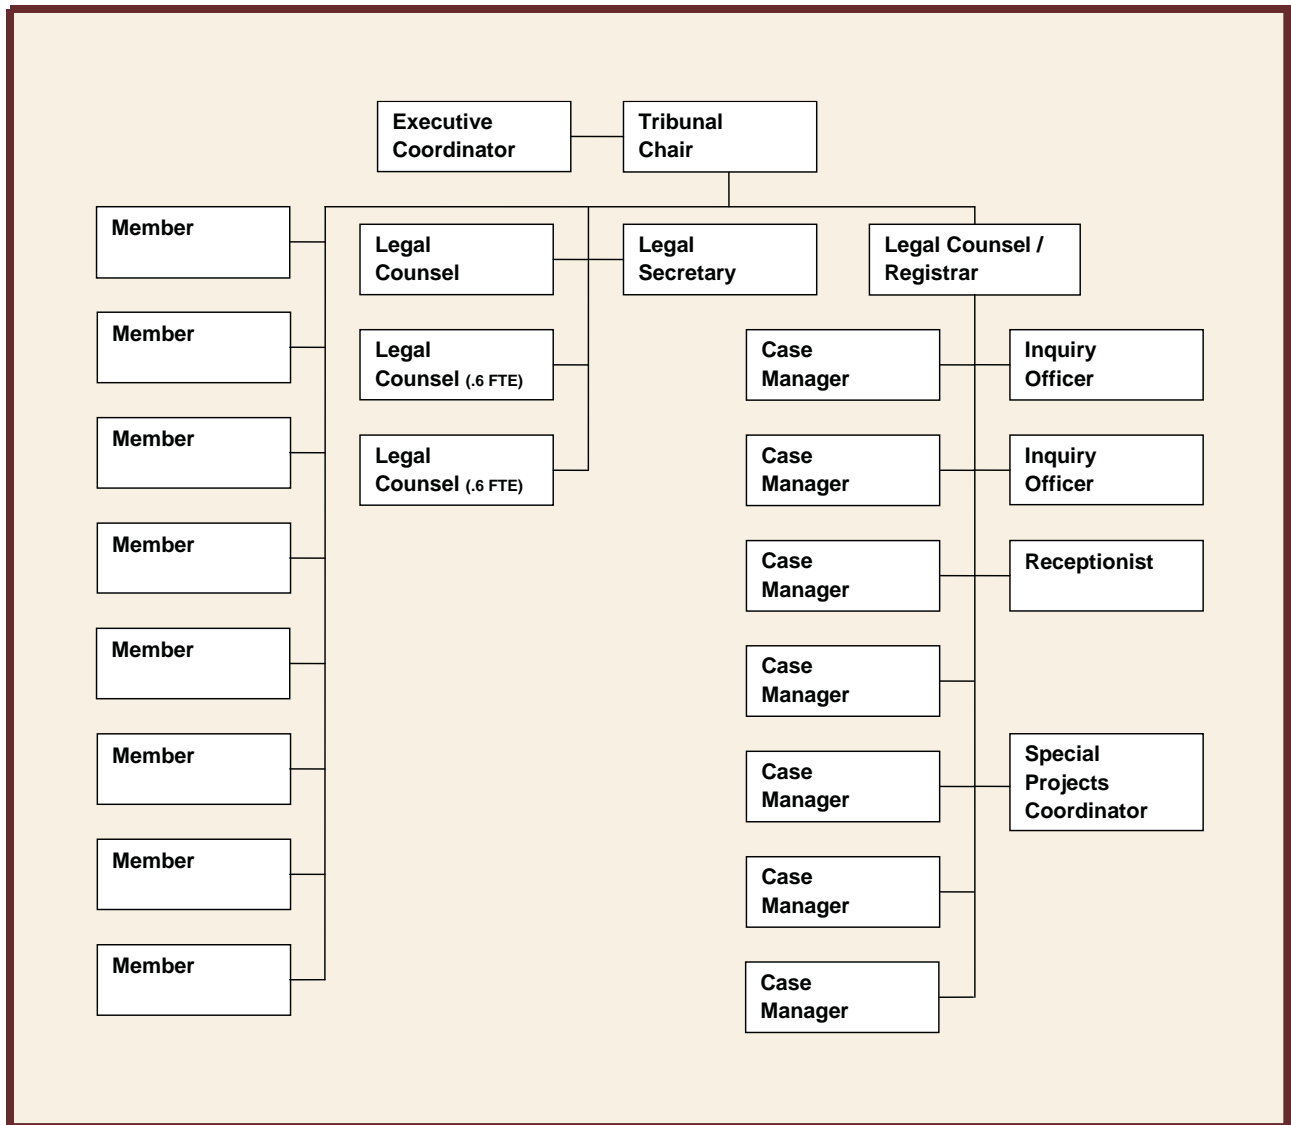 Executive
Coordinator
Tribunal
Chair
Member
Member
Member
Member
Member
Member
Member
Member
Legal
Counsel
Legal
Counsel (.6 FTE)
Legal
Counsel (.6 FTE)
Legal
Secretary
Legal Counsel /
Registrar
Case
Manager
Case
Manager
Case
Manager
Case
Manager
Case
Manager
Case
Manager
Case
Manager
Inquiry
Officer
Inquiry
Officer
Receptionist
Special
Projects
Coordinator